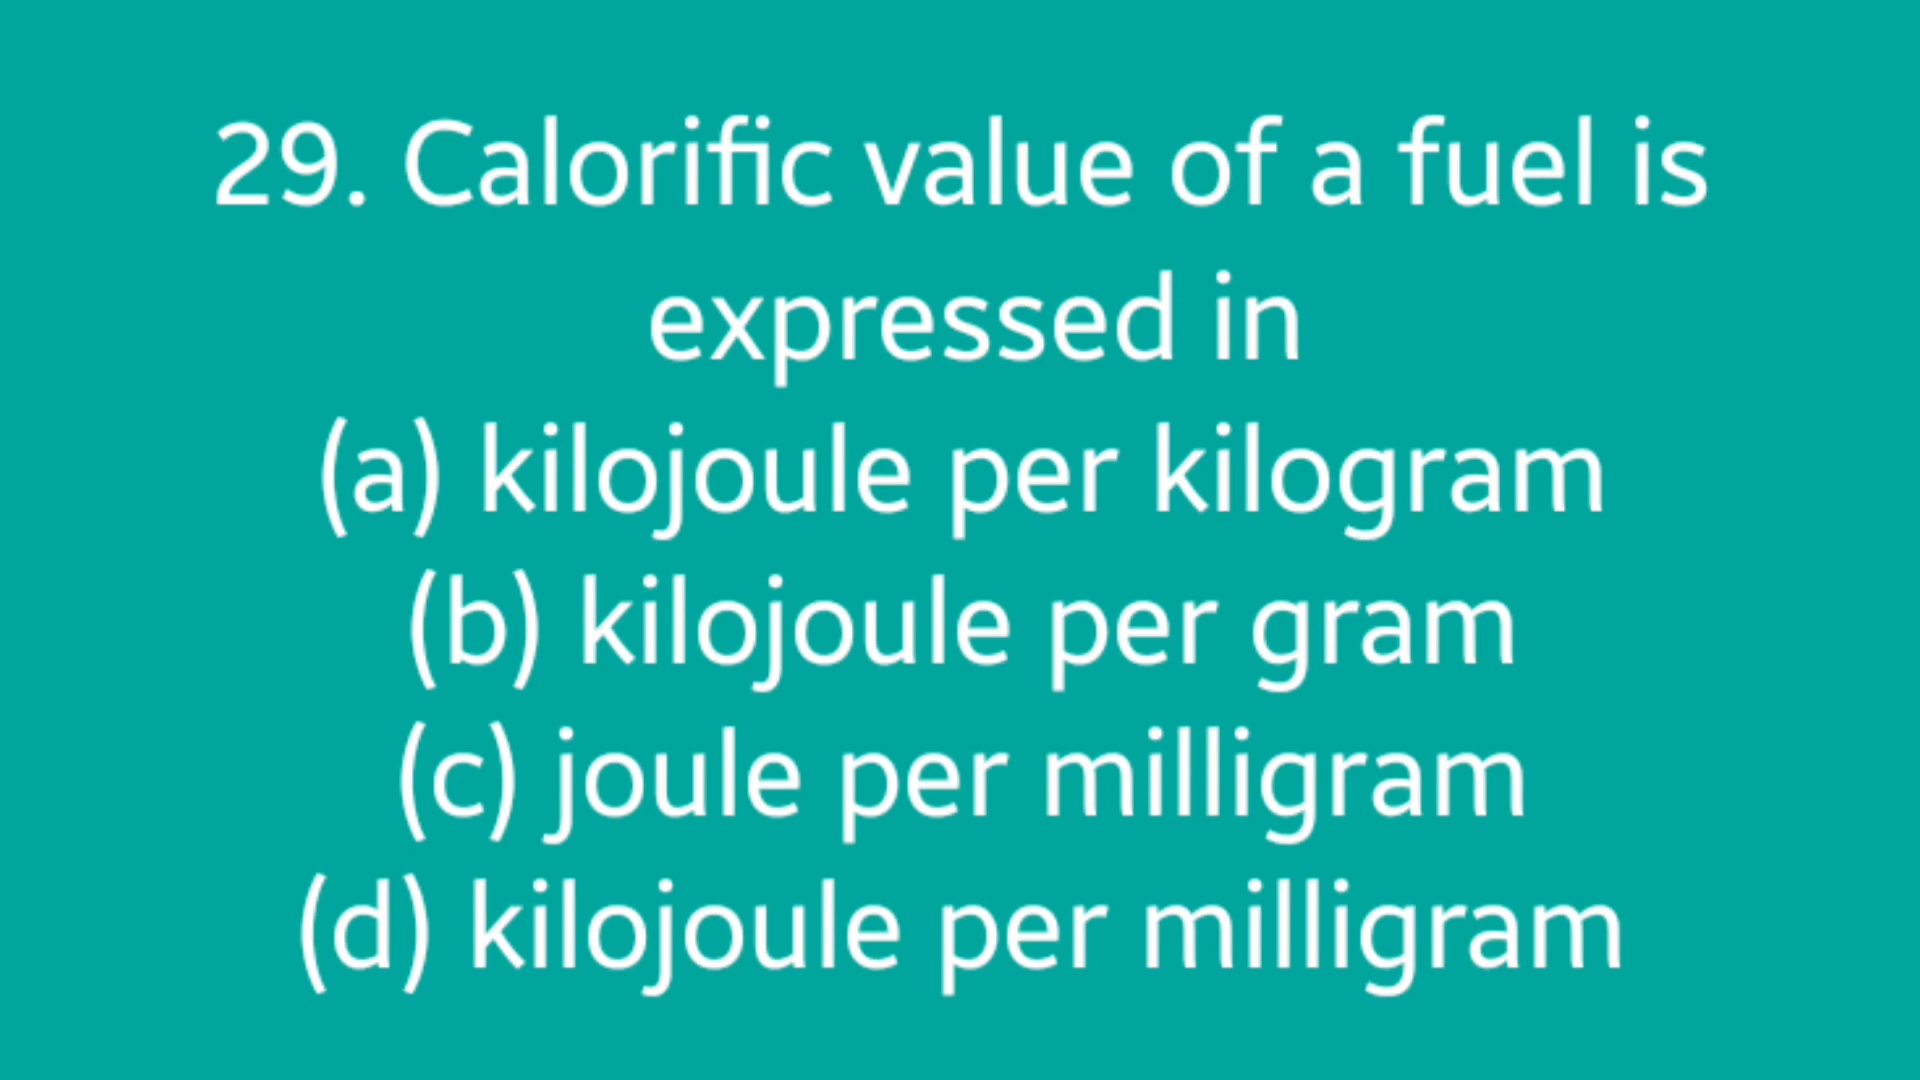 29. Calorific value of a fuel is
expressed in
(a) kilojoule per kilogram
(b) kilojoule per gram
(c) joule per milligram
(d) kilojoule per milligram